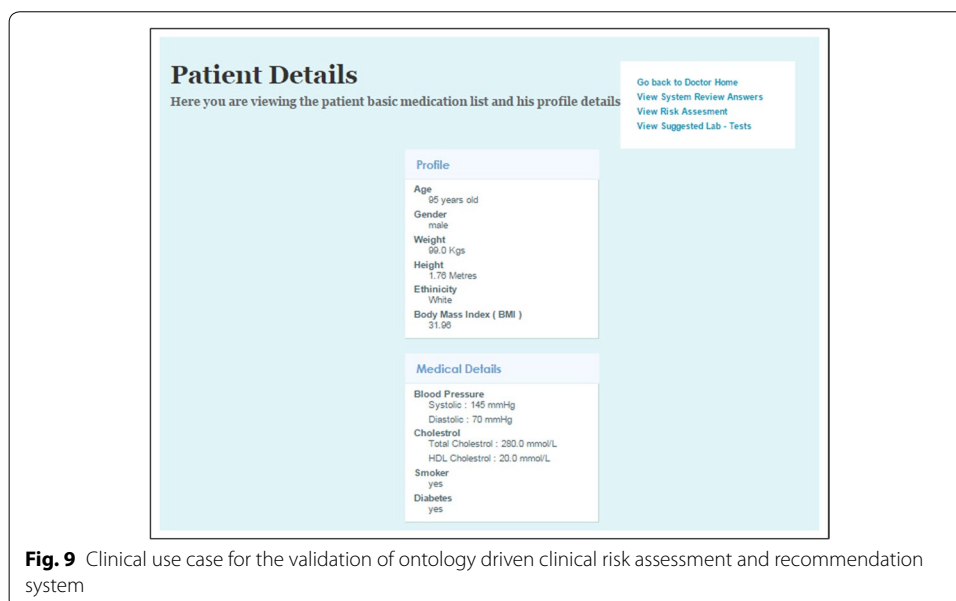 Patient Details
Here you are viewing the patient basic medication list and his profile details
Go back to Doctor Home
View System Review Answers
View Risk Assesment
View Suggested Lab - Tests
Profile
Age
95 years old
Gender
male
Weight
99.0 Kgs
Height
1.76 Metres
Ethinicity
White
Body Mass Index ( BMI )
31.96
Medical Details
Blood Pressure
Systolic : 145 mmHg
Diastolic : 70 mmHg
Cholestrol
Total Cholestrol : 280.0 mmol/L
HDL Cholestrol : 20.0 mmol/L
Smoker
yes
Diabetes
yes
Fig. 9 Clinical use case for the validation of ontology driven clinical risk assessment and recommendation
system